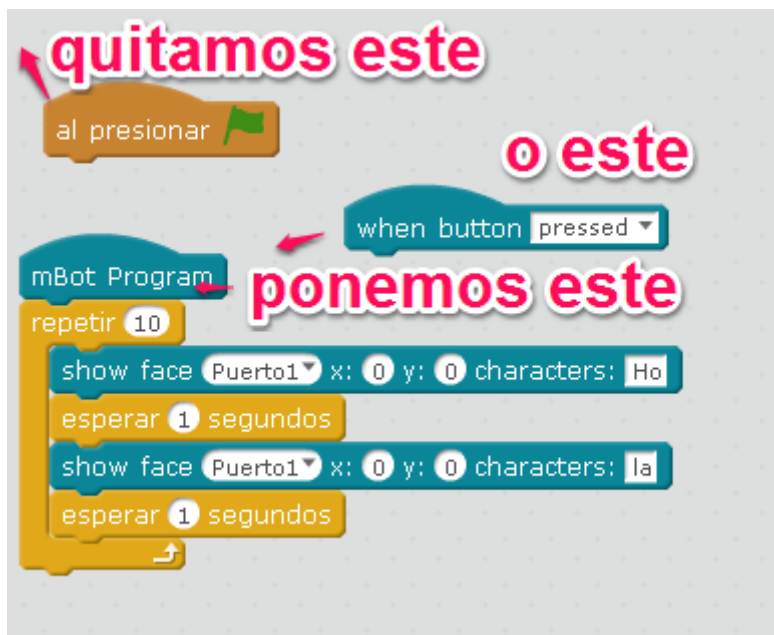 quitamos este
al presionar
o este
when button pressed
mBot Program
ponemos este
repetir 10
show face Puerto1 x: 0 y: 0 characters: Ho
esperar 1 segundos
show face Puerto1 x: 0 y: 0 characters: la
esperar 1 segundos